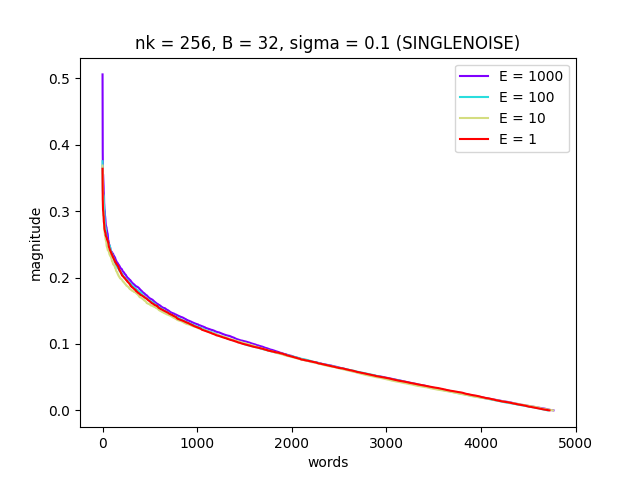 nk = 256, B = 32, sigma = 0.1 (SINGLENOISE)
E = 1000
E = 100
E = 10
E = 1
magnitude
0.5
0.4
0.3
0.2
0.1
0.0
0 1000 2000 3000 4000 5000
words